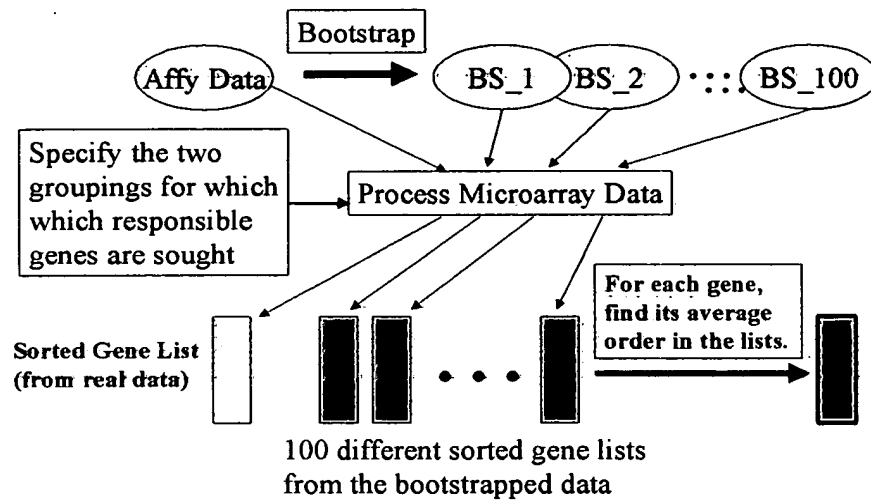 Bootstrap
Affy Data
BS_1
BS_2
BS_100
Specify the two
groupings for which
which responsible
genes are sought
Process Microarray Data
For each gene,
find its average
order in the lists.
Sorted Gene List
(from real data)
100 different sorted gene lists
from the bootstrapped data